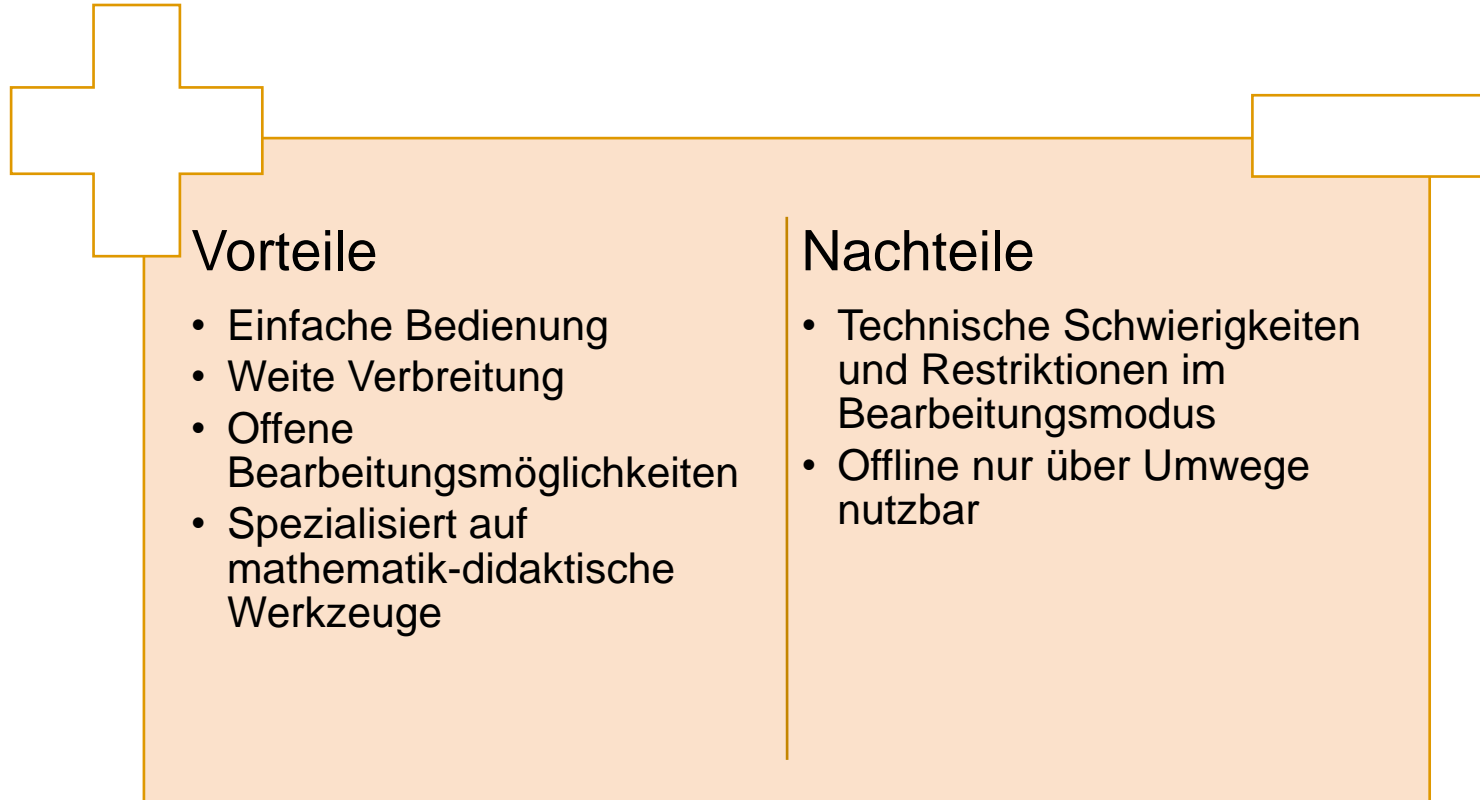 Vorteile
• Einfache Bedienung
• Weite Verbreitung
• Offene
Bearbeitungsmöglichkeiten
• Spezialisiert auf
mathematik-didaktische
Werkzeuge
Nachteile
• Technische Schwierigkeiten
und Restriktionen im
Bearbeitungsmodus
• Offline nur über Umwege
nutzbar